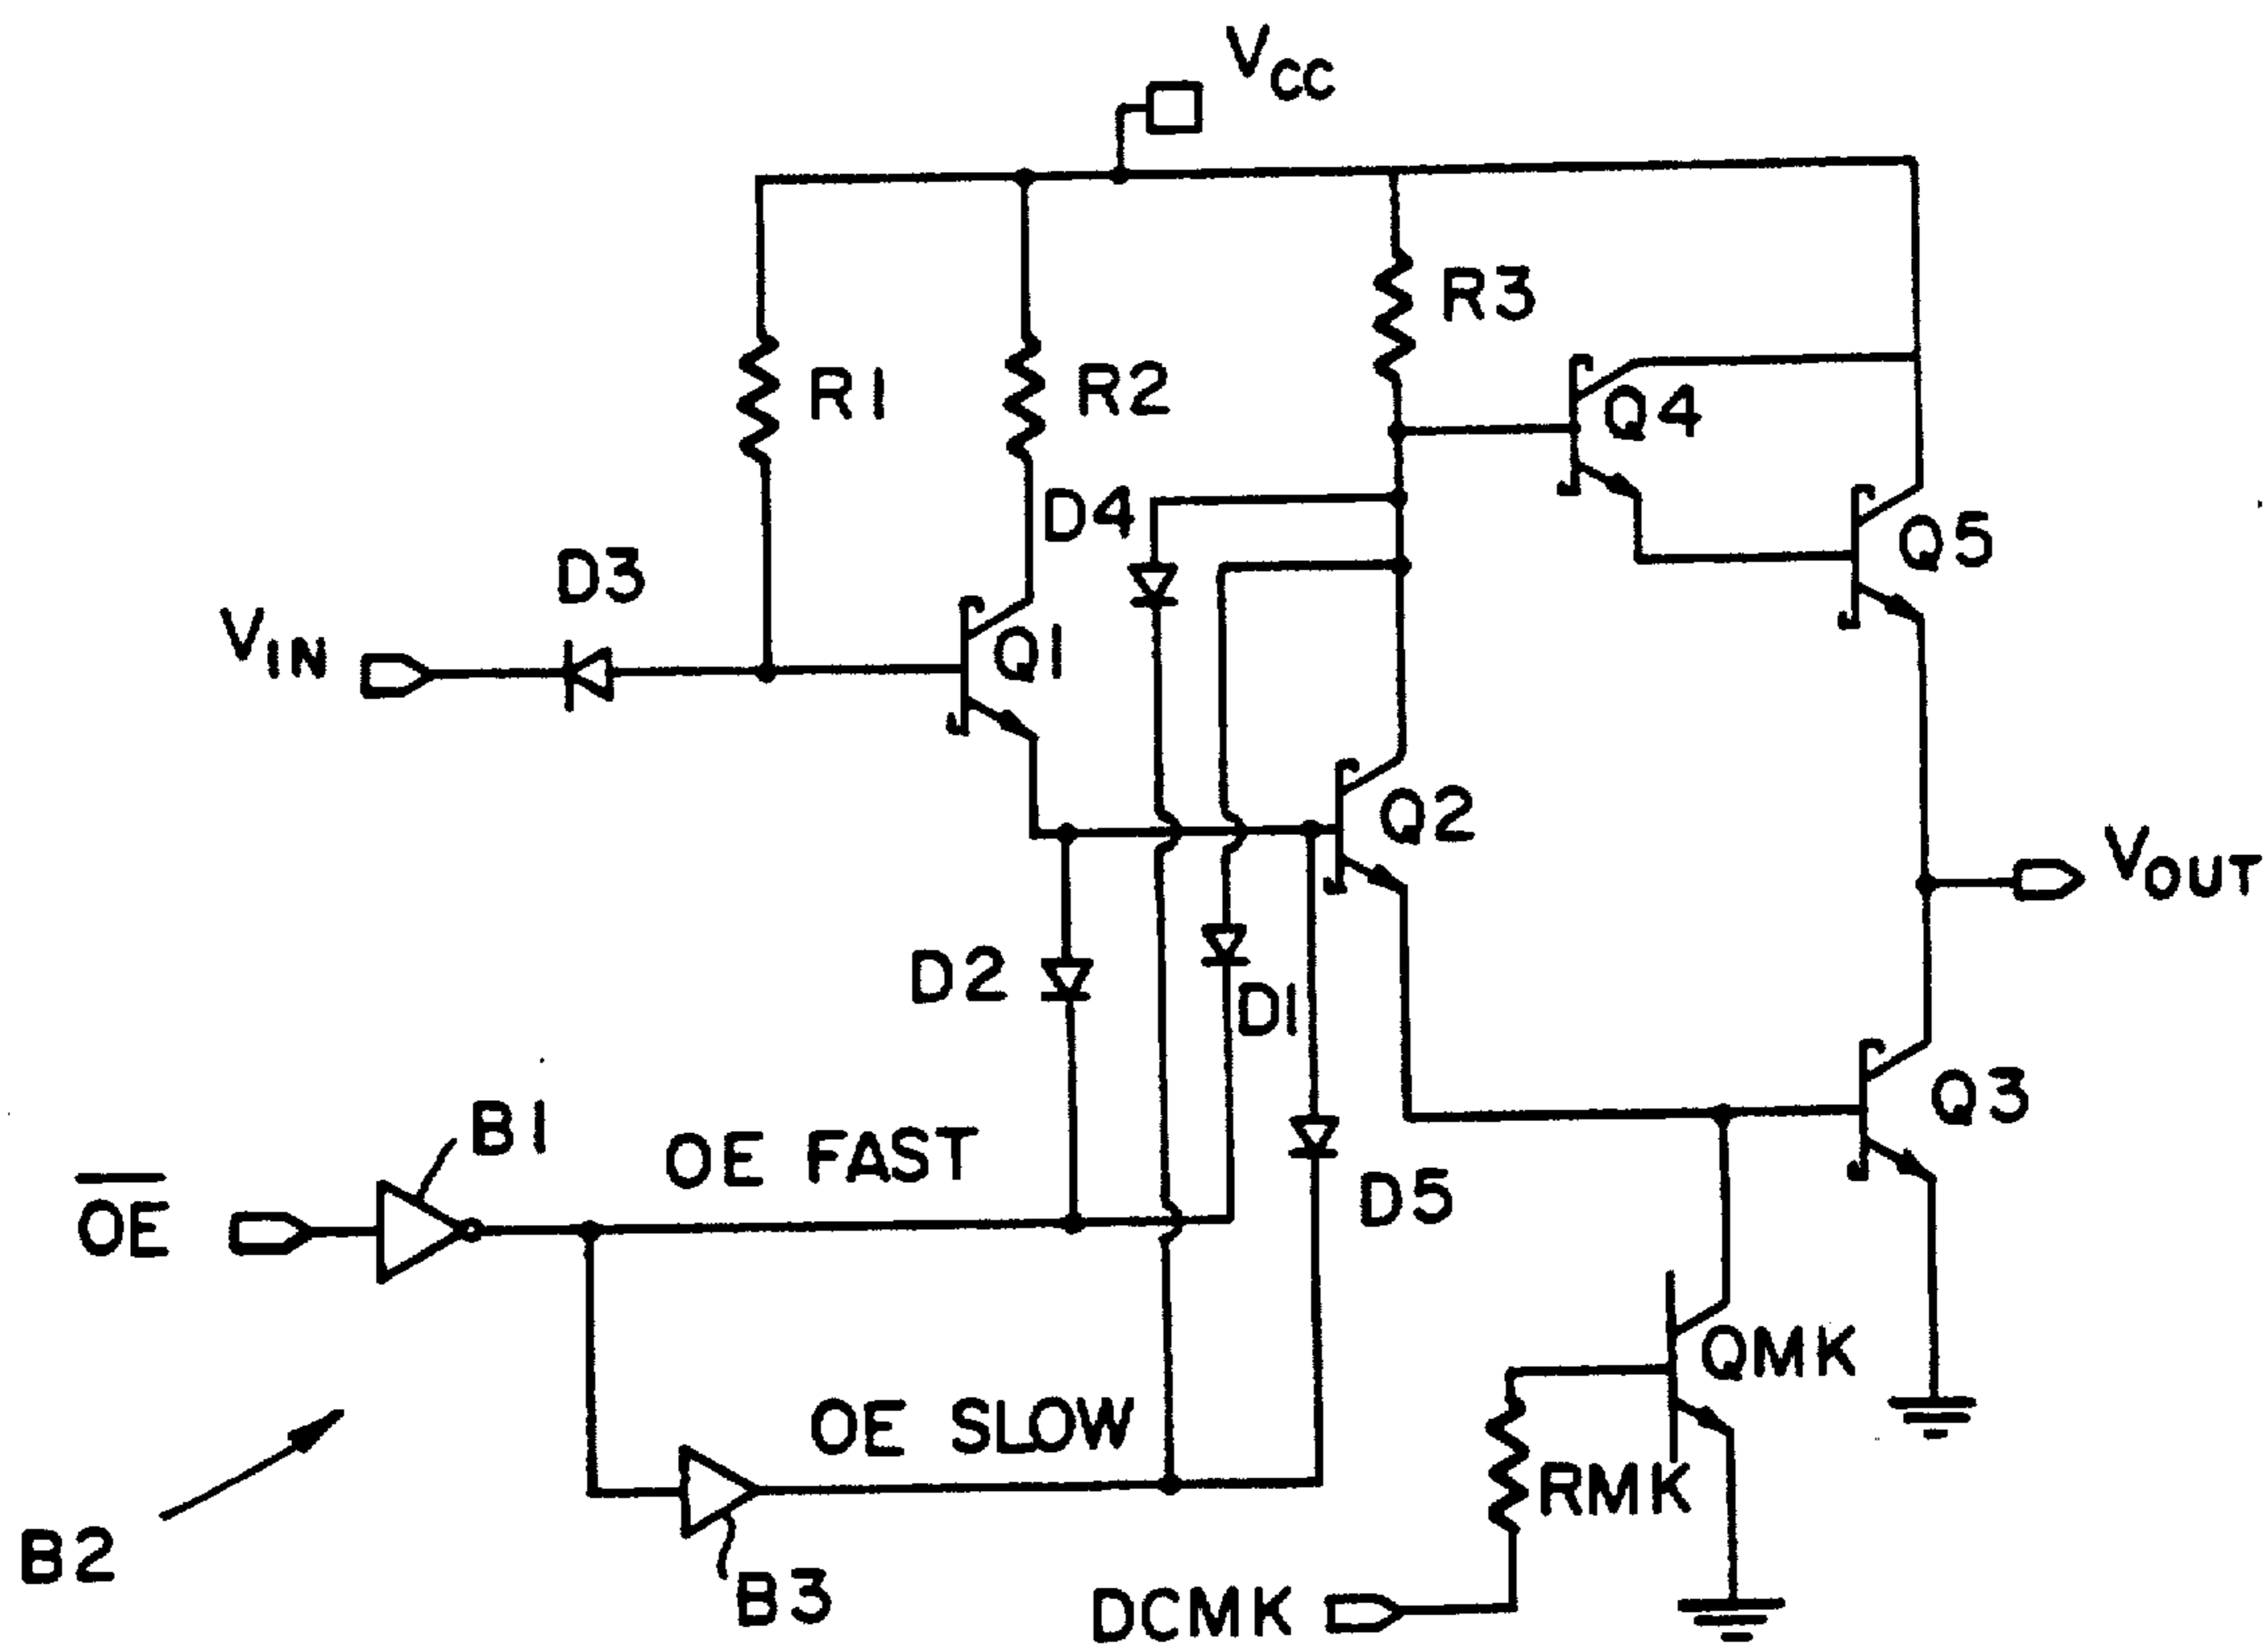 VCC
R3
R1
R2
Q4
D4
Q5
D3
VIN
Q1
Q2
VOUT
D2
D1
Q3
B1
OE FAST
OE
D5
QMK
OE SLOW
RMK
B2
B3
DCMK